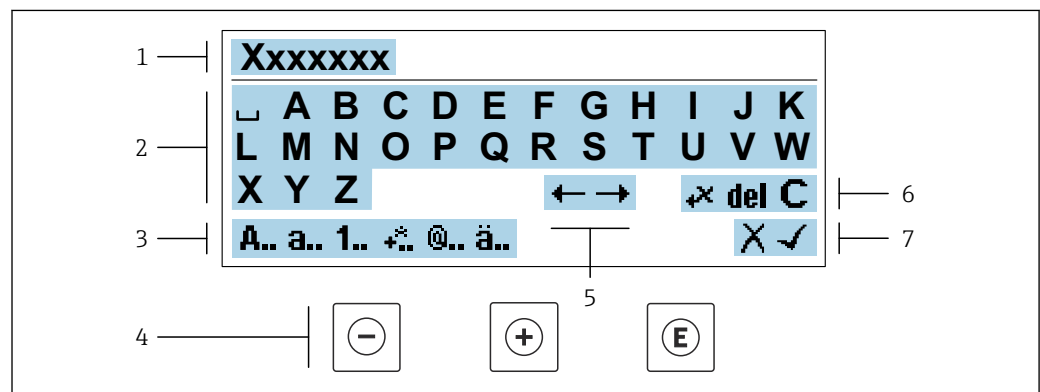 1 Xxxxxxx
2 ␣ A B C D E F G H I J K
L M N O P Q R S T U V W
X Y Z ← → ↤x del C 6
3 A.. a.. 1.. +*.. @.. ä.. X ✓ 7
5
4 − + E